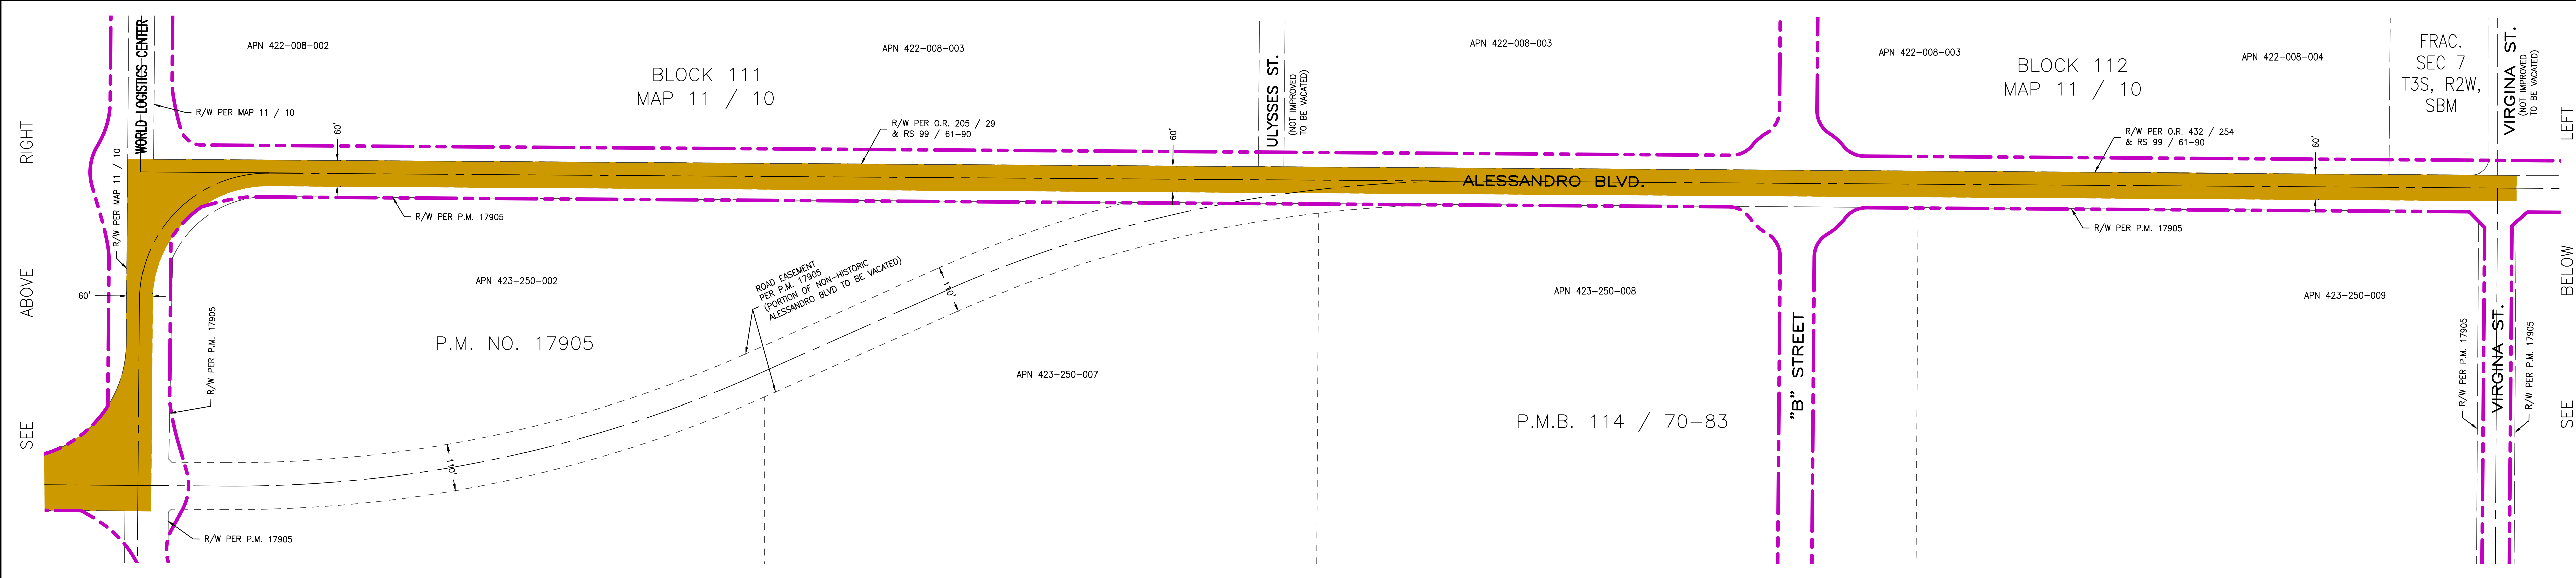 SEE ABOVE RIGHT
WORLD LOGISTICS CENTER
R/W PER MAP 11 / 10
R/W PER MAP 11 / 10
APN 422-008-002
BLOCK 111
MAP 11 / 10
APN 422-008-003
60'
R/W PER O.R. 205 / 29
& RS 99 / 61-90
60'
ULYSSES ST.
(NOT IMPROVED
TO BE VACATED)
APN 422-008-003
APN 422-008-003
BLOCK 112
MAP 11 / 10
APN 422-008-004
R/W PER O.R. 432 / 254
& RS 99 / 61-90
60'
FRAC.
SEC 7
T3S, R2W,
SBM
VIRGINA ST.
(NOT IMPROVED
TO BE VACATED)
SEE BELOW LEFT
ALESSANDRO BLVD.
R/W PER P.M. 17905
R/W PER P.M. 17905
60'
APN 423-250-002
P.M. NO. 17905
R/W PER P.M. 17905
ROAD EASEMENT
PER P.M. 17905
(PORTION OF NON-HISTORIC
ALESSANDRO BLVD TO BE VACATED)
110'
110'
APN 423-250-007
APN 423-250-008
P.M.B. 114 / 70-83
"B" STREET
APN 423-250-009
R/W PER P.M. 17905
VIRGINA ST.
R/W PER P.M. 17905
R/W PER P.M. 17905